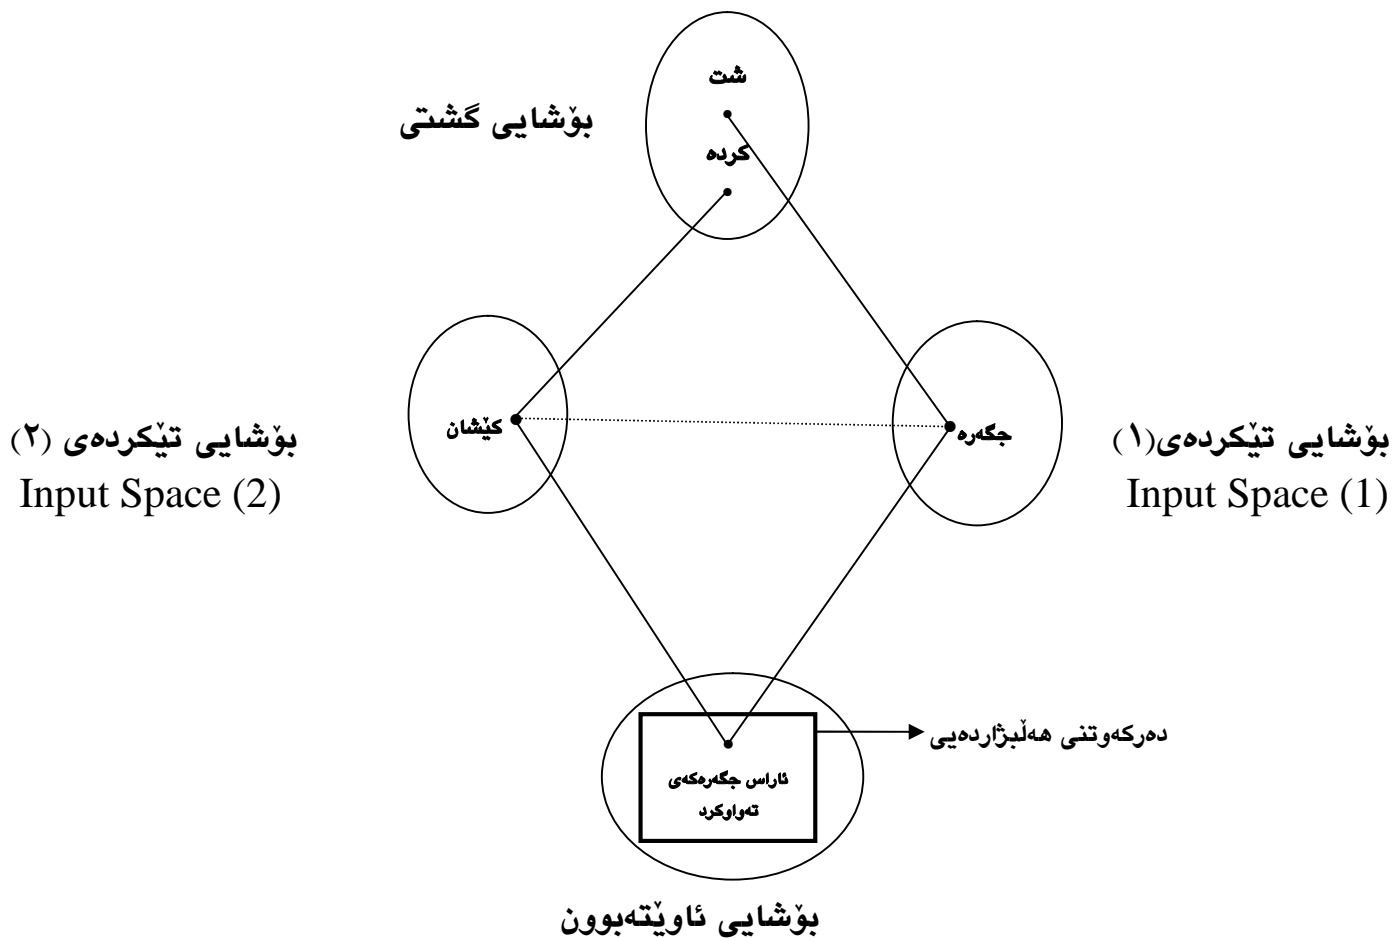 شت
بۆشایی گشتی
کرده
بۆشایی تێکردەی(١)
Input Space (1)
جگەرە
کێشان
بۆشایی تێکردەی (٢)
Input Space (2)
دەرکەوتنی هەڵبژاردەیی
ئاراس جگەرەکەی
تەواوکرد
بۆشایی ئاوێتەبوون